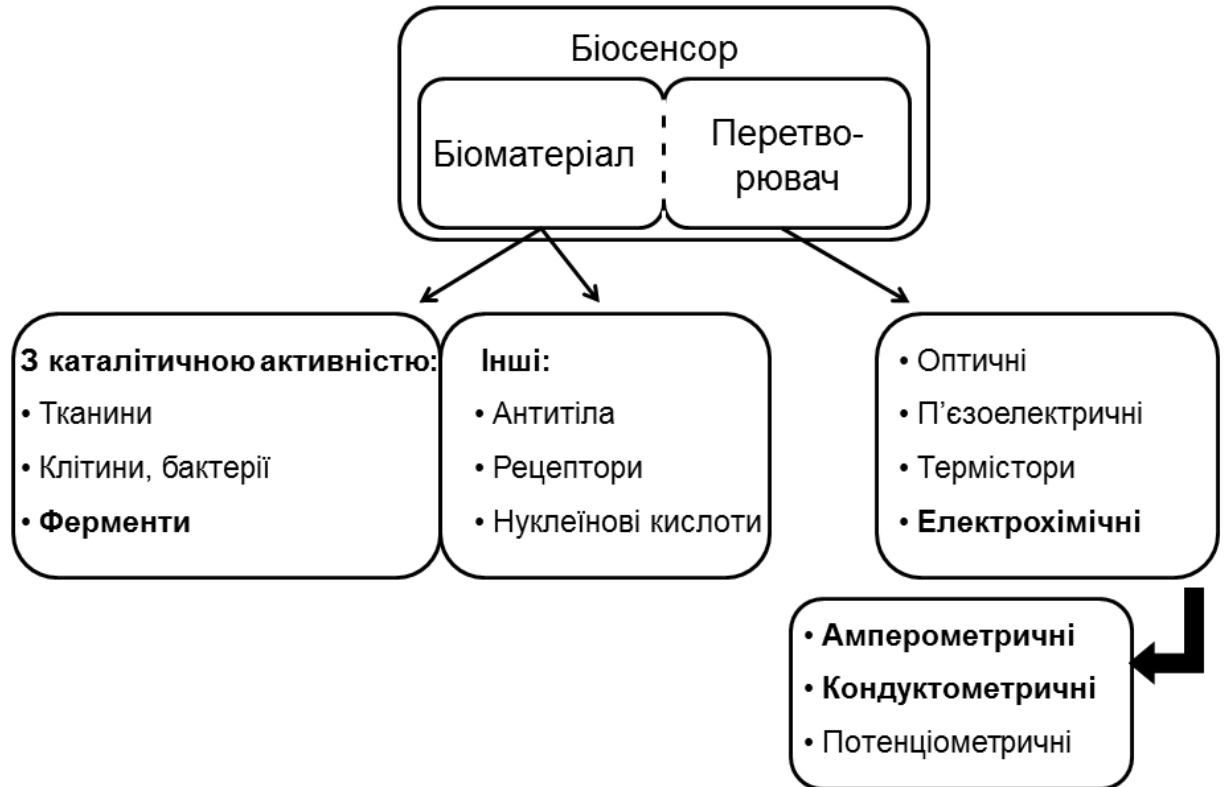 Біосенсор
Біоматеріал
Перетво-
рювач
З каталітичною активністю:
• Тканини
• Клітини, бактерії
• Ферменти
Інші:
• Антитіла
• Рецептори
• Нуклеїнові кислоти
• Оптичні
• П’єзоелектричні
• Термістори
• Електрохімічні
• Амперометричні
• Кондуктометричні
• Потенціометричні